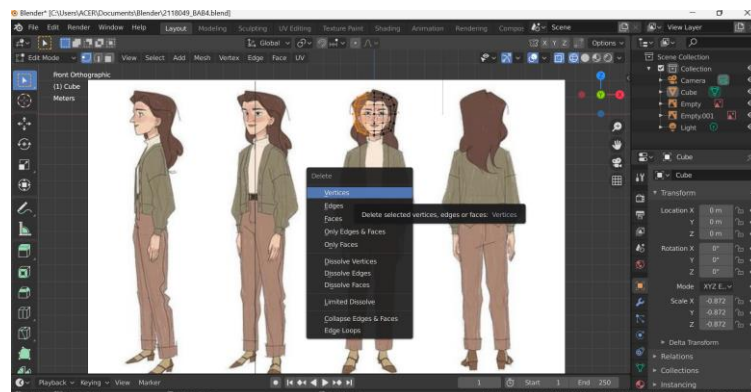 Blender* [C:\Users\ACER\Documents\Blender\2118049_BAB4.blend]
File Edit Render Window Help Layout Modeling Sculpting UV Editing Texture Paint Shading Animation Rendering Compos Scene View Layer
Global X Y Z Options
Edit Mode View Select Add Mesh Vertex Edge Face UV
Front Orthographic
(1) Cube
Meters
Delete
Vertices
Edges
Faces
Only Edges & Faces
Only Faces
Dissolve Vertices
Dissolve Edges
Dissolve Faces
Limited Dissolve
Collapse Edges & Faces
Edge Loops
Delete selected vertices, edges or faces: Vertices
Scene Collection
Collection
Camera
Cube
Empty
Empty.001
Light
Cube
Cube
Transform
Location X 0 m
Y 0 m
Z 0 m
Rotation X 0°
Y 0°
Z 0°
Mode XYZ E..
Scale X -0.872
Y -0.872
Z -0.872
Delta Transform
Relations
Collections
Instancing
Playback Keying View Marker 1 Start 1 End 250